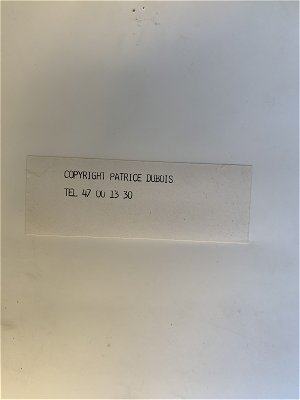 COPYRIGHT PATRICE DUBOIS
TEL 47 00 13 30